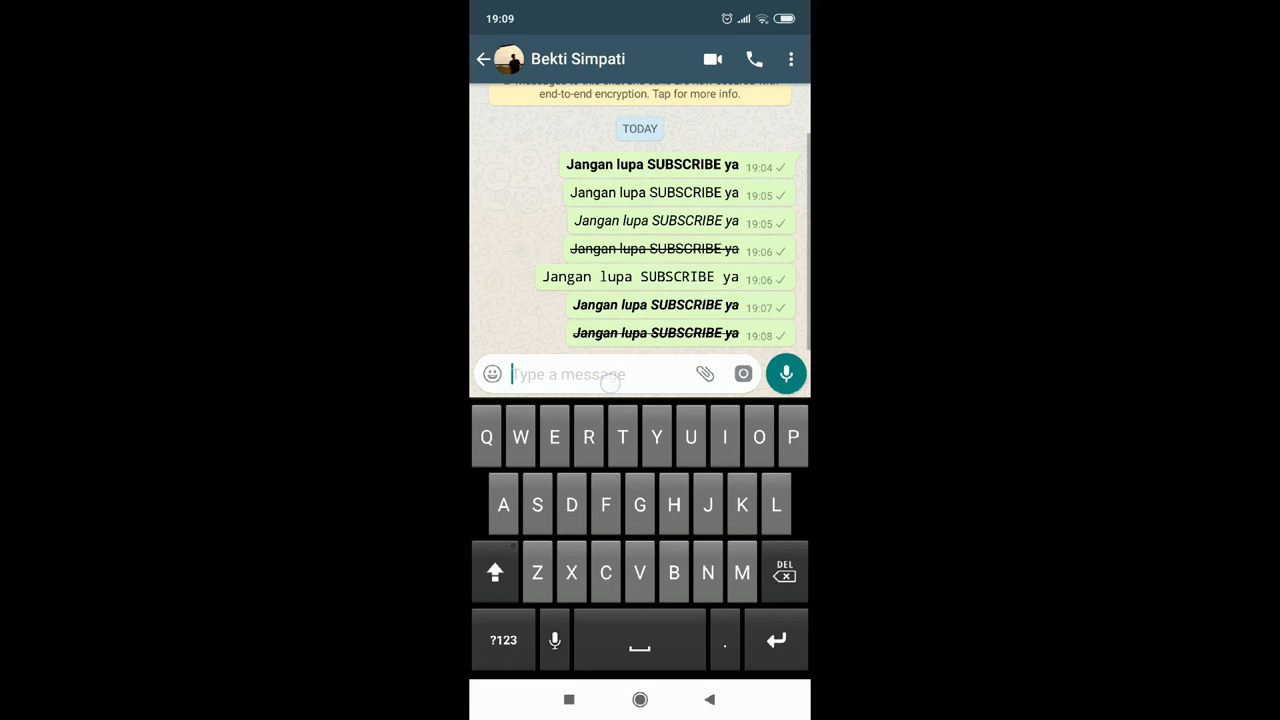 19:09
Bekti Simpati
end-to-end encryption. Tap for more info.
TODAY
Jangan lupa SUBSCRIBE ya 19:04
Jangan lupa SUBSCRIBE ya 19:05
Jangan lupa SUBSCRIBE ya 19:05
Jangan lupa SUBSCRIBE ya 19:06
Jangan lupa SUBSCRIBE ya 19:06
Jangan lupa SUBSCRIBE ya 19:07
Jangan lupa SUBSCRIBE ya 19:08
Type a message
Q W E R T Y U I O P
A S D F G H J K L
Z X C V B N M DEL
?123 .